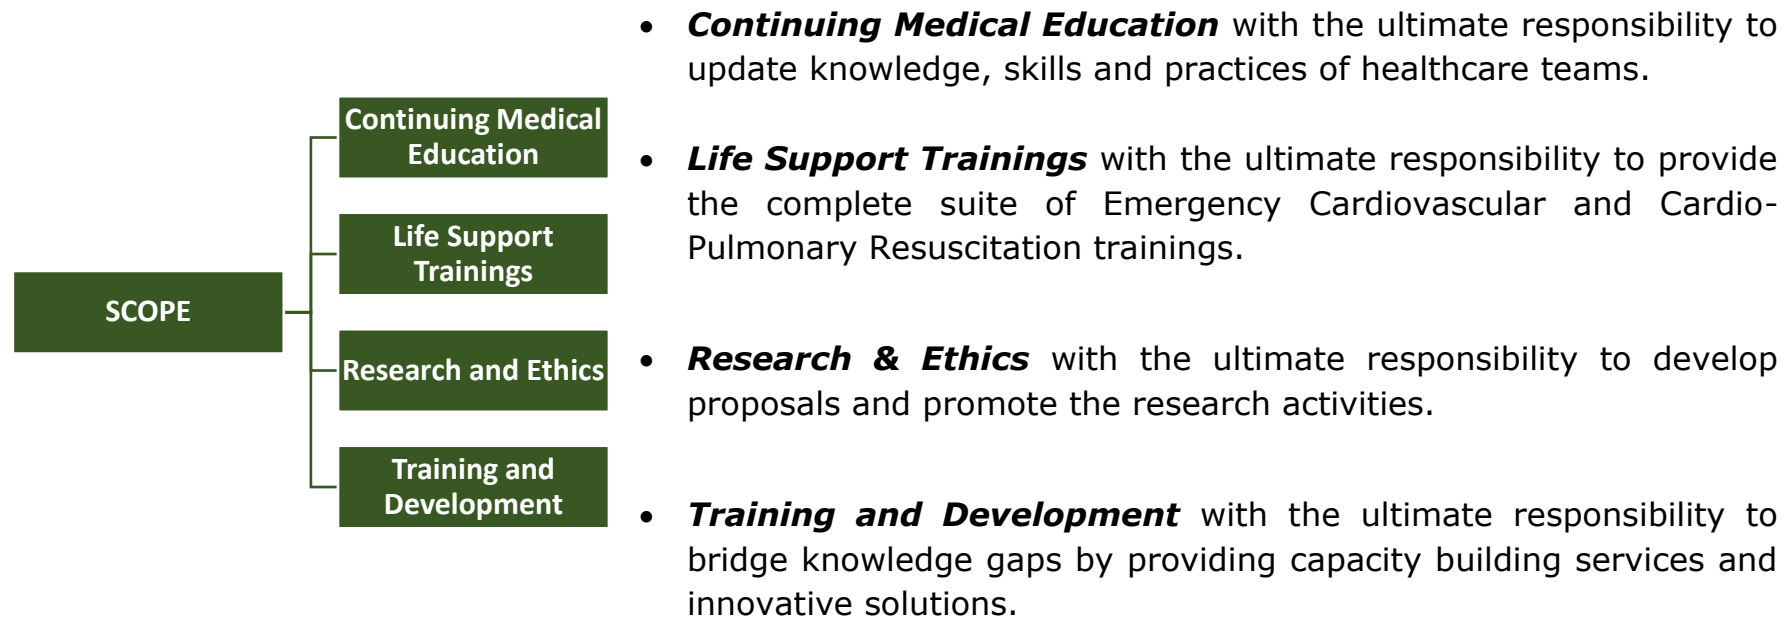 SCOPE
Continuing Medical
Education
Life Support
Trainings
Research and Ethics
Training and
Development
• Continuing Medical Education with the ultimate responsibility to
update knowledge, skills and practices of healthcare teams.
• Life Support Trainings with the ultimate responsibility to provide
the complete suite of Emergency Cardiovascular and Cardio-
Pulmonary Resuscitation trainings.
• Research & Ethics with the ultimate responsibility to develop
proposals and promote the research activities.
• Training and Development with the ultimate responsibility to
bridge knowledge gaps by providing capacity building services and
innovative solutions.